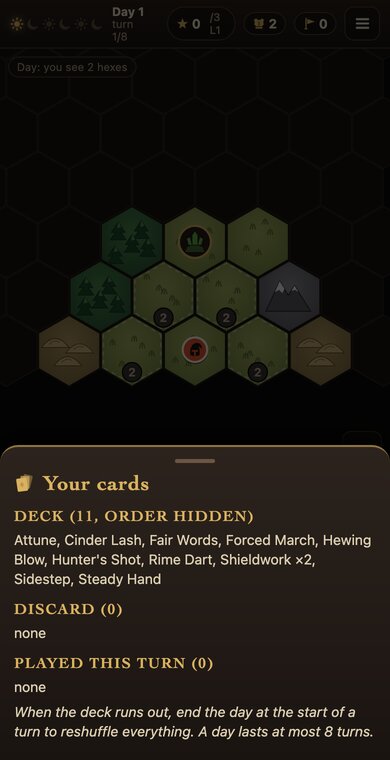 Day 1
turn
1/8
0
/3
L1
2
0
Day: you see 2 hexes
2
2
2
2
Your cards
DECK (11, ORDER HIDDEN)
Attune, Cinder Lash, Fair Words, Forced March, Hewing
Blow, Hunter's Shot, Rime Dart, Shieldwork ×2,
Sidestep, Steady Hand
DISCARD (0)
none
PLAYED THIS TURN (0)
none
When the deck runs out, end the day at the start of a
turn to reshuffle everything. A day lasts at most 8 turns.